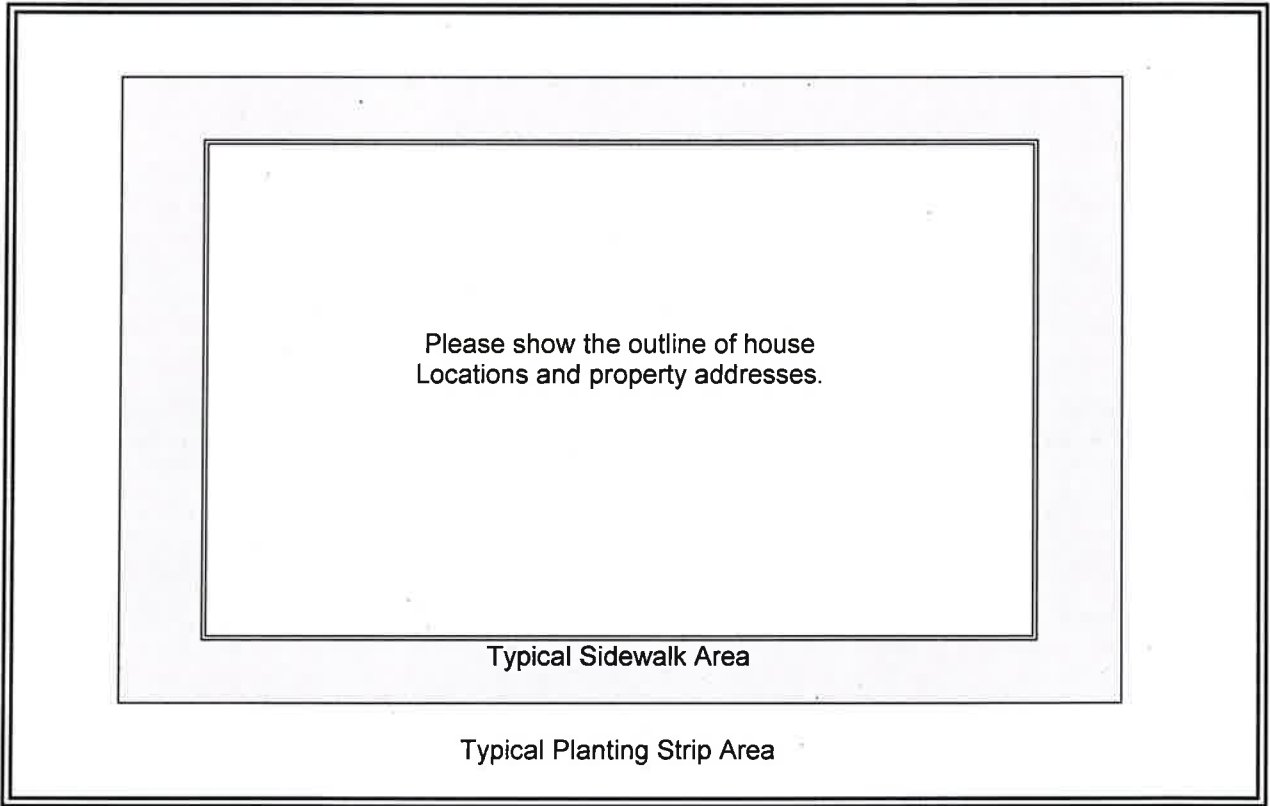 Please show the outline of house
Locations and property addresses.
Typical Sidewalk Area
Typical Planting Strip Area